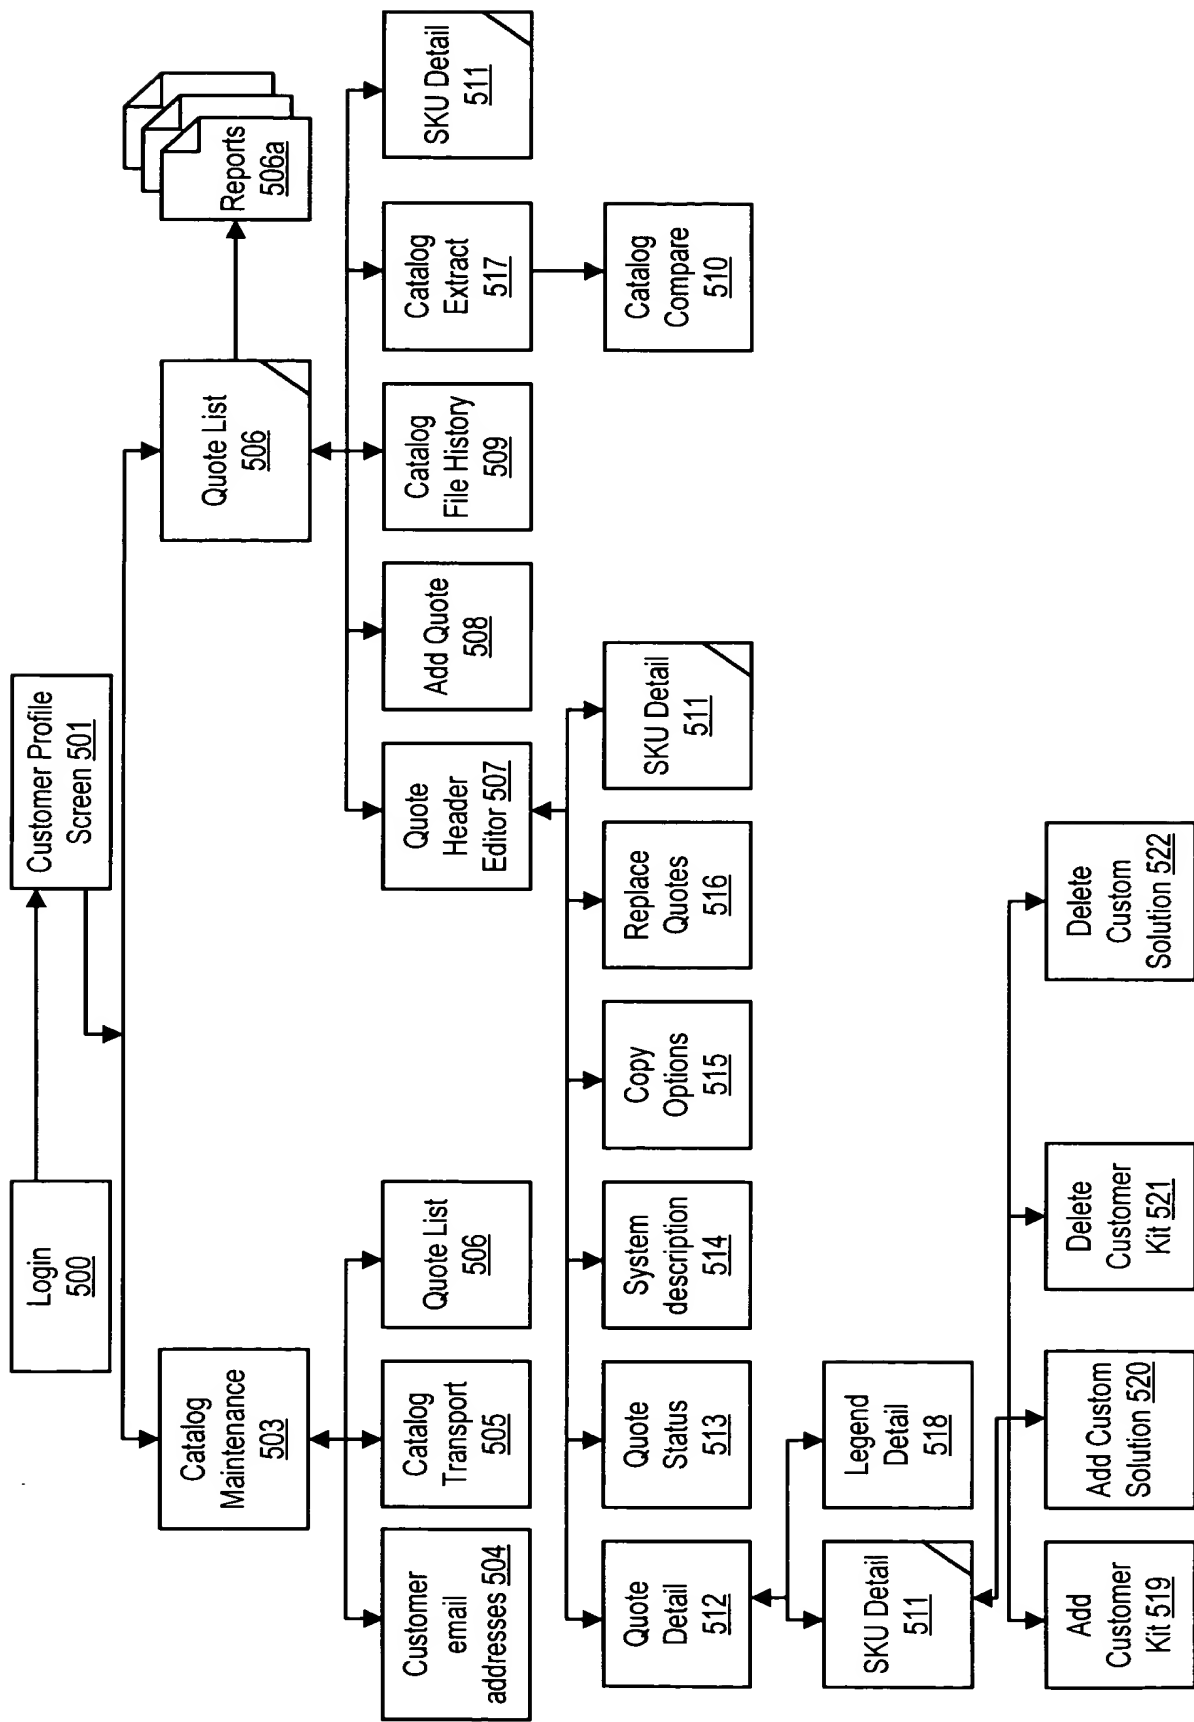 Login
500
Customer Profile
Screen 501
Catalog
Maintenance
503
Quote List
506
Reports
506a
Customer
email
addresses 504
Catalog
Transport
505
Quote List
506
Quote
Header
Editor 507
Add Quote
508
Catalog
File History
509
Catalog
Extract
517
SKU Detail
511
Quote
Detail
512
Quote
Status
513
System
description
514
Copy
Options
515
Replace
Quotes
516
SKU Detail
511
Catalog
Compare
510
SKU Detail
511
Legend
Detail
518
Add
Customer
Kit 519
Add Custom
Solution 520
Delete
Customer
Kit 521
Delete
Custom
Solution 522